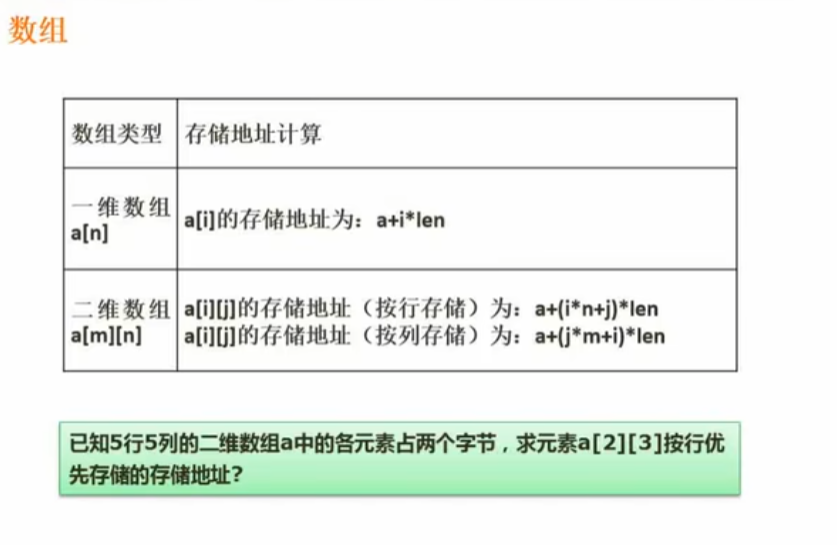 数组
数组类型
存储地址计算
一维数组
a[n]
a[i]的存储地址为：a+i*len
二维数组
a[m][n]
a[i][j]的存储地址（按行存储）为：a+(i*n+j)*len
a[i][j]的存储地址（按列存储）为：a+(j*m+i)*len
已知5行5列的二维数组a中的各元素占两个字节，求元素a[2][3]按行优
先存储的存储地址?